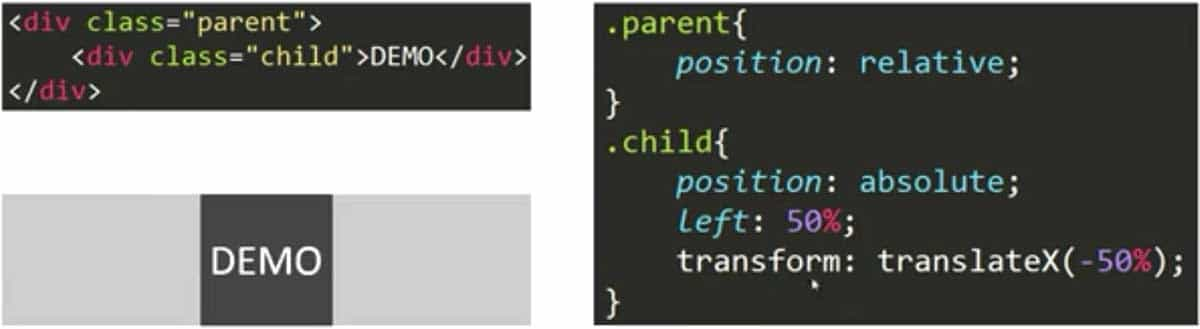 <div class="parent">
    <div class="child">DEMO</div>
</div>
DEMO
.parent{
    position: relative;
}
.child{
    position: absolute;
    left: 50%;
    transform: translateX(-50%);
}